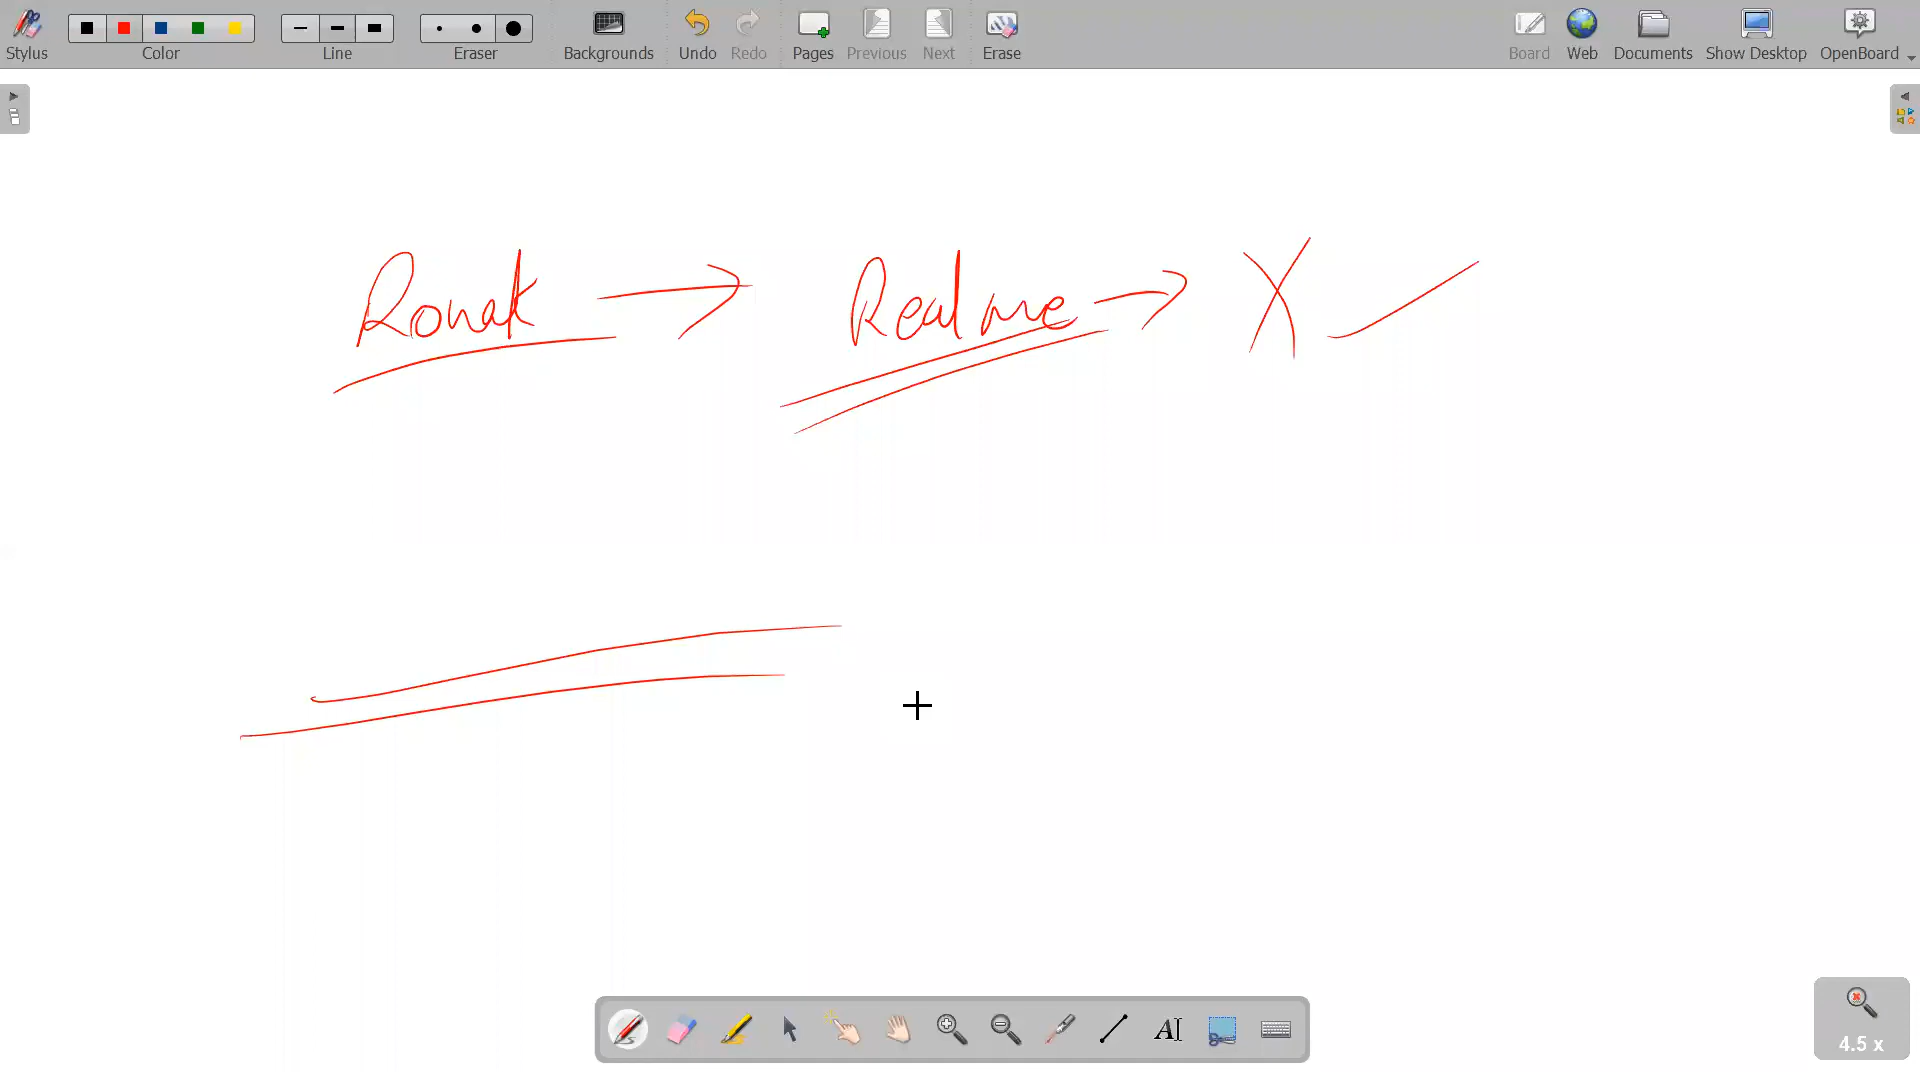 Stylus Color Line Eraser Backgrounds Undo Redo Pages Previous Next Erase Board Web Documents Show Desktop OpenBoard
Ronak → Realme → X
AI
4.5 x